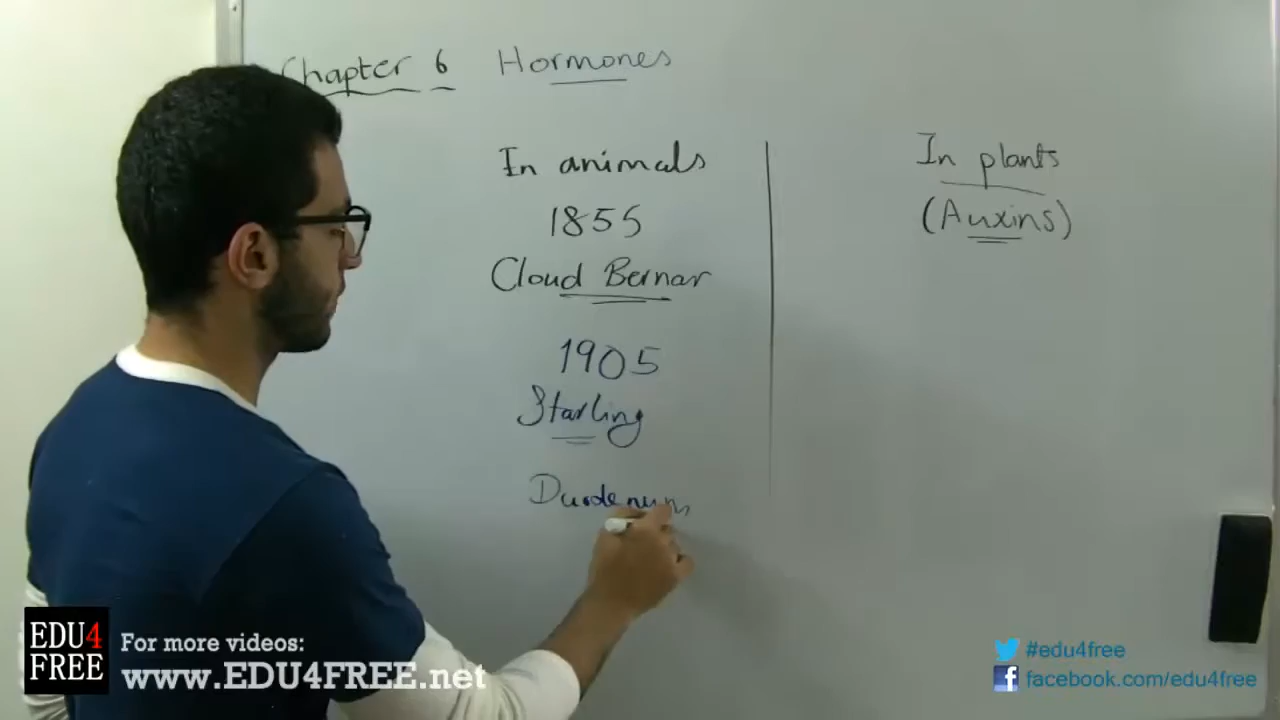 Chapter 6 Hormones
In animals
1855
Cloud Bernar
1905
Starling
Durdenum
In plants
(Auxins)
EDU4
FREE
For more videos:
www.EDU4FREE.net
#edu4free
facebook.com/edu4free